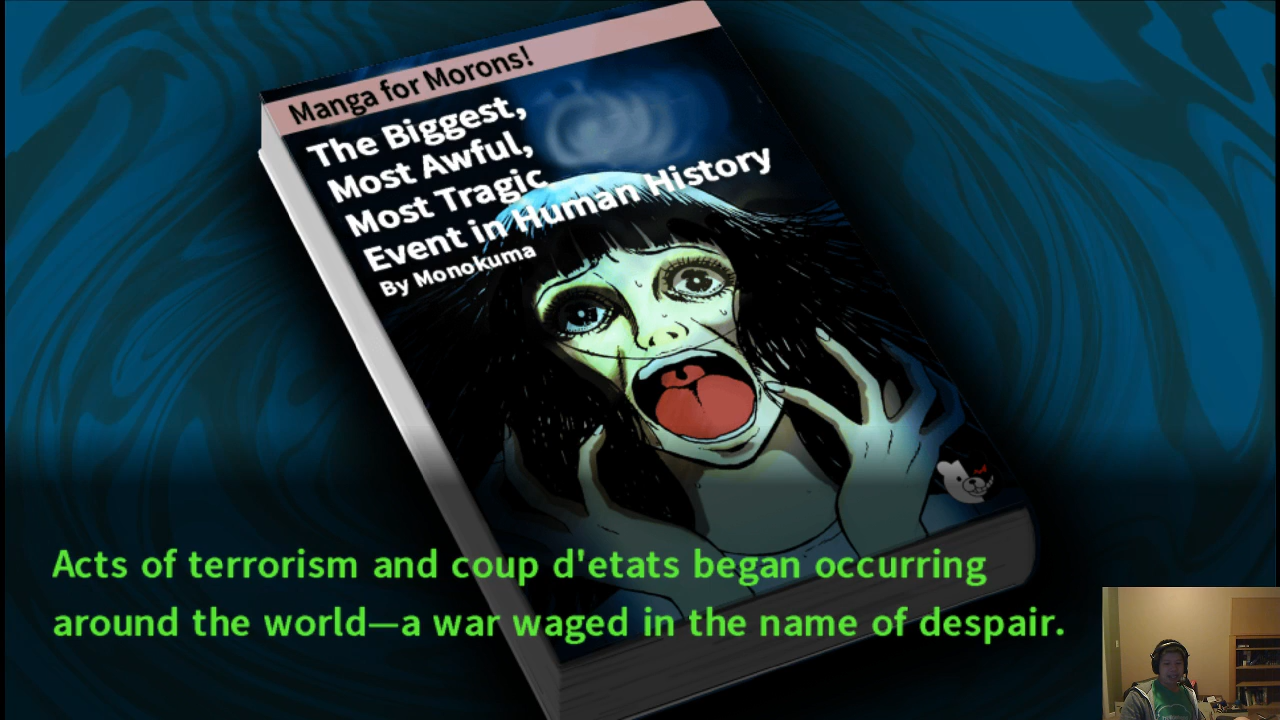 Manga for Morons!
The Biggest,
Most Awful,
Most Tragic
Event in Human History
By Monokuma
Acts of terrorism and coup d'etats began occurring
around the world—a war waged in the name of despair.